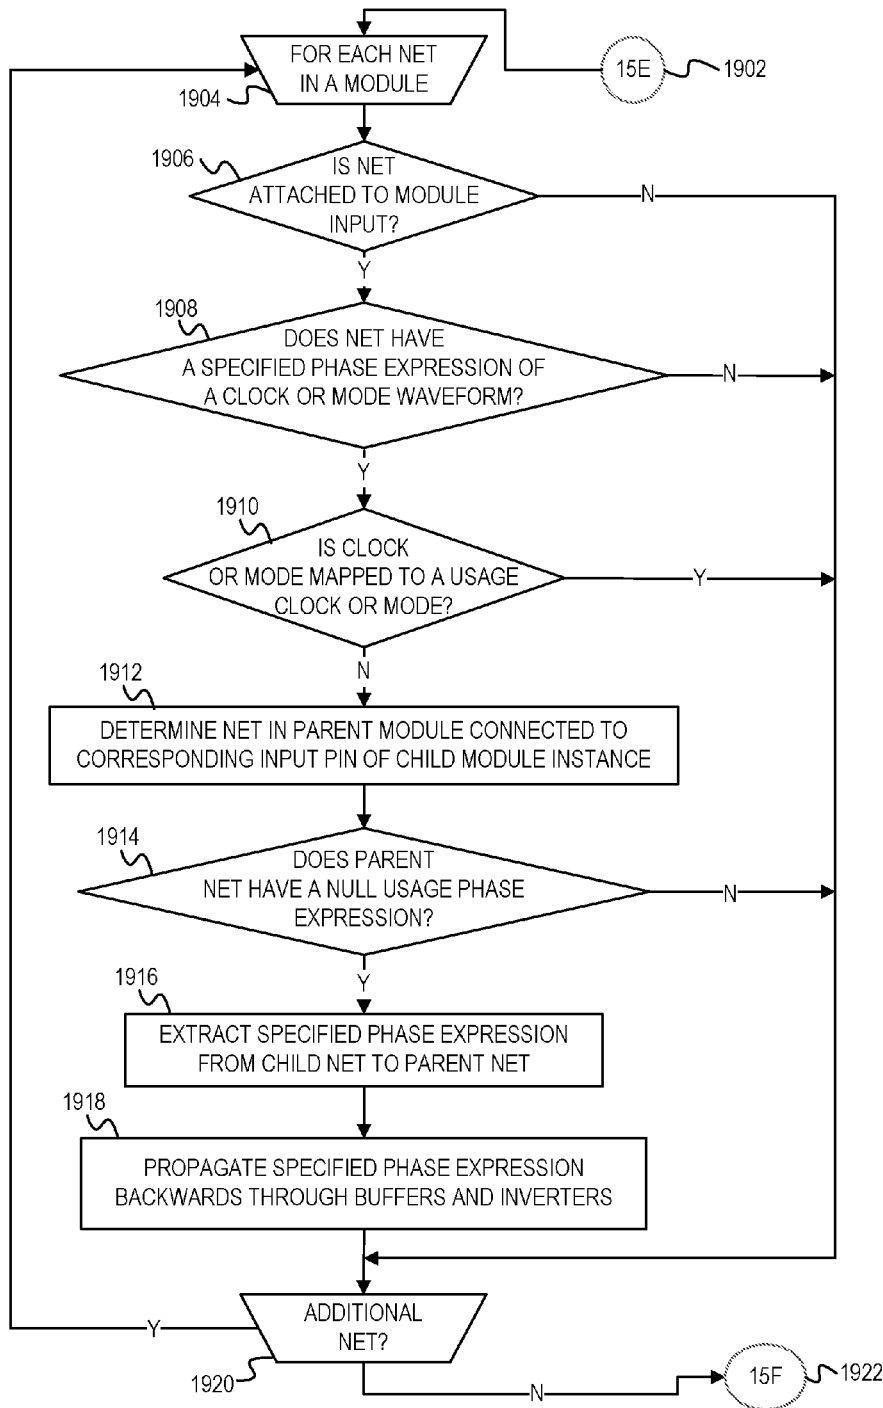 FOR EACH NET
IN A MODULE
15E
1902
1904
1906
IS NET
ATTACHED TO MODULE
INPUT?
N
Y
1908
DOES NET HAVE
A SPECIFIED PHASE EXPRESSION OF
A CLOCK OR MODE WAVEFORM?
N
Y
1910
IS CLOCK
OR MODE MAPPED TO A USAGE
CLOCK OR MODE?
Y
N
1912
DETERMINE NET IN PARENT MODULE CONNECTED TO
CORRESPONDING INPUT PIN OF CHILD MODULE INSTANCE
1914
DOES PARENT
NET HAVE A NULL USAGE PHASE
EXPRESSION?
N
Y
1916
EXTRACT SPECIFIED PHASE EXPRESSION
FROM CHILD NET TO PARENT NET
1918
PROPAGATE SPECIFIED PHASE EXPRESSION
BACKWARDS THROUGH BUFFERS AND INVERTERS
ADDITIONAL
NET?
Y
1920
N
15F
1922